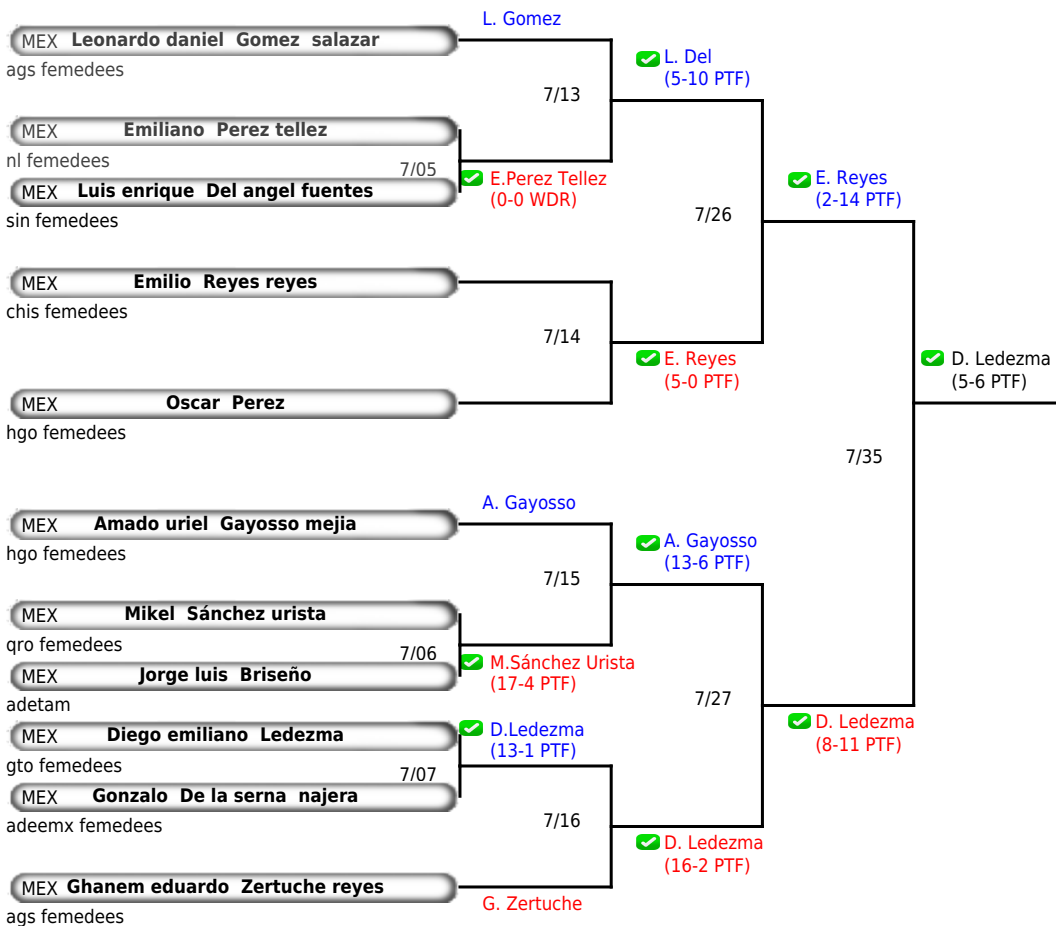 L. Gomez
MEX Leonardo daniel Gomez salazar
ags femedees
L. Del
(5-10 PTF)
7/13
MEX Emiliano Perez tellez
nl femedees
7/05
E.Perez Tellez
(0-0 WDR)
MEX Luis enrique Del angel fuentes
sin femedees
E. Reyes
(2-14 PTF)
7/26
MEX Emilio Reyes reyes
chis femedees
7/14
E. Reyes
(5-0 PTF)
D. Ledezma
(5-6 PTF)
MEX Oscar Perez
hgo femedees
7/35
A. Gayosso
MEX Amado uriel Gayosso mejia
hgo femedees
A. Gayosso
(13-6 PTF)
7/15
MEX Mikel Sánchez urista
qro femedees
7/06
M.Sánchez Urista
(17-4 PTF)
MEX Jorge luis Briseño
adetam
7/27
D. Ledezma
(8-11 PTF)
D.Ledezma
(13-1 PTF)
MEX Diego emiliano Ledezma
gto femedees
7/07
MEX Gonzalo De la serna najera
adeemx femedees
7/16
D. Ledezma
(16-2 PTF)
MEX Ghanem eduardo Zertuche reyes
G. Zertuche
ags femedees